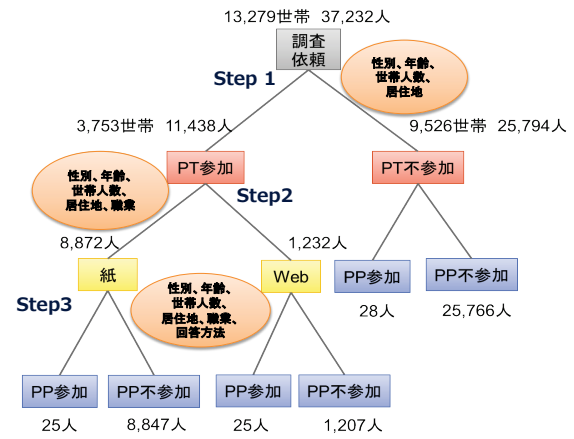 13,279世帯 37,232人
調査
依頼
性別、年齢、
世帯人数、
居住地
Step 1
3,753世帯 11,438人
9,526世帯 25,794人
PT参加
PT不参加
性別、年齢、
世帯人数、
居住地、職業
Step2
8,872人
1,232人
紙
Web
PP参加
PP不参加
28人
25,766人
Step3
性別、年齢、
世帯人数、
居住地、職業、
回答方法
PP参加
PP不参加
PP参加
PP不参加
25人
8,847人
25人
1,207人